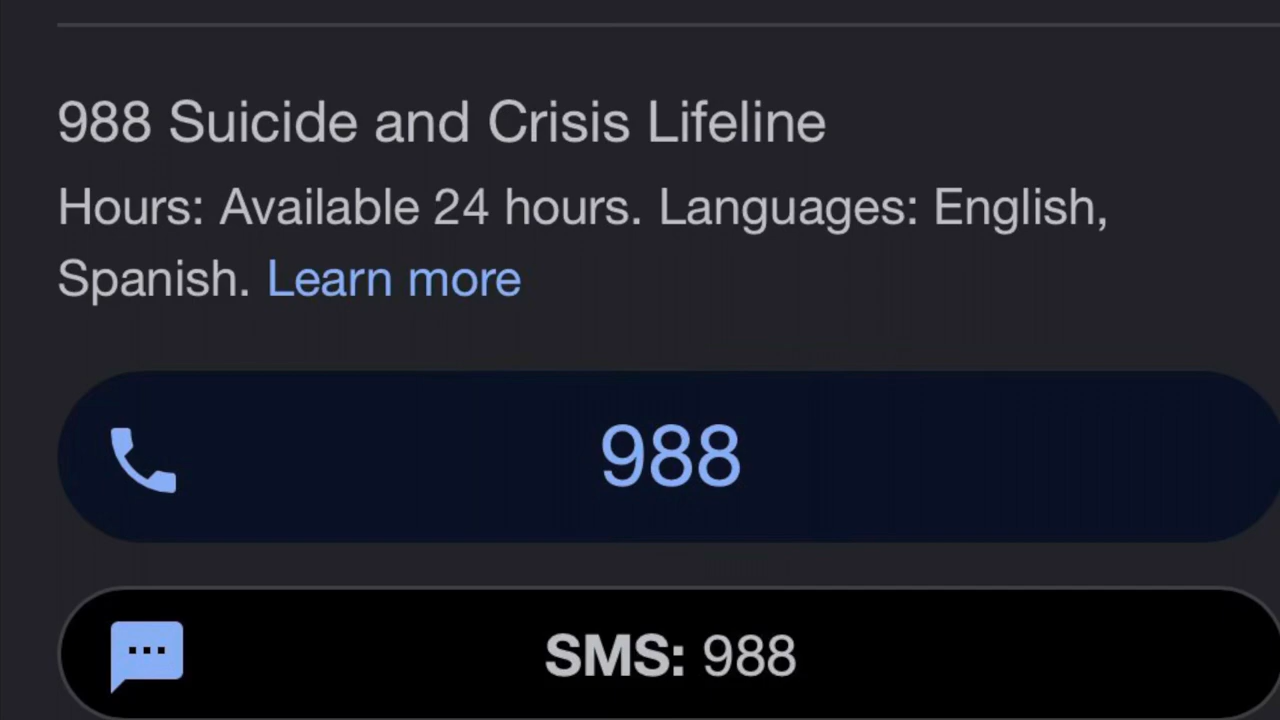 988 Suicide and Crisis Lifeline
Hours: Available 24 hours. Languages: English,
Spanish. Learn more
988
SMS: 988